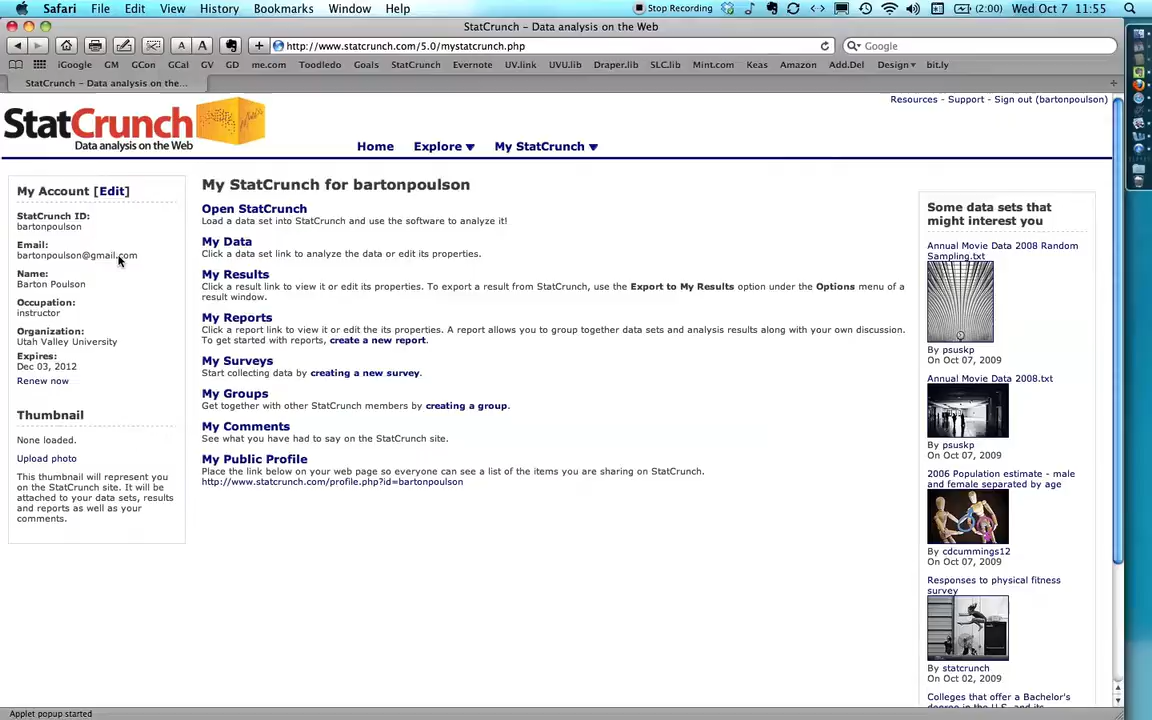 Safari File Edit View History Bookmarks Window Help Stop Recording (2:00) Wed Oct 7 11:55
StatCrunch – Data analysis on the Web
A A http://www.statcrunch.com/5.0/mystatcrunch.php Google
iGoogle GM GCon GCal GV GD me.com Toodledo Goals StatCrunch Evernote UV.link UVU.lib Draper.lib SLC.lib Mint.com Keas Amazon Add.Del Design bit.ly
StatCrunch – Data analysis on the...
Resources - Support - Sign out (bartonpoulson)
StatCrunch
Data analysis on the Web
Home Explore My StatCrunch
My Account [Edit]
StatCrunch ID:
bartonpoulson
Email:
bartonpoulson@gmail.com
Name:
Barton Poulson
Occupation:
instructor
Organization:
Utah Valley University
Expires:
Dec 03, 2012
Renew now
Thumbnail
None loaded.
Upload photo
This thumbnail will represent you
on the StatCrunch site. It will be
attached to your data sets, results
and reports as well as your
comments.
My StatCrunch for bartonpoulson
Open StatCrunch
Load a data set into StatCrunch and use the software to analyze it!
My Data
Click a data set link to analyze the data or edit its properties.
My Results
Click a result link to view it or edit its properties. To export a result from StatCrunch, use the Export to My Results option under the Options menu of a
result window.
My Reports
Click a report link to view it or edit the its properties. A report allows you to group together data sets and analysis results along with your own discussion.
To get started with reports, create a new report.
My Surveys
Start collecting data by creating a new survey.
My Groups
Get together with other StatCrunch members by creating a group.
My Comments
See what you have had to say on the StatCrunch site.
My Public Profile
Place the link below on your web page so everyone can see a list of the items you are sharing on StatCrunch.
http://www.statcrunch.com/profile.php?id=bartonpoulson
Some data sets that
might interest you
Annual Movie Data 2008 Random
Sampling.txt
By psuskp
On Oct 07, 2009
Annual Movie Data 2008.txt
By psuskp
On Oct 07, 2009
2006 Population estimate - male
and female separated by age
By cdcummings12
On Oct 07, 2009
Responses to physical fitness
survey
By statcrunch
On Oct 02, 2009
Colleges that offer a Bachelor's
degree in the U.S. and its
Applet popup started